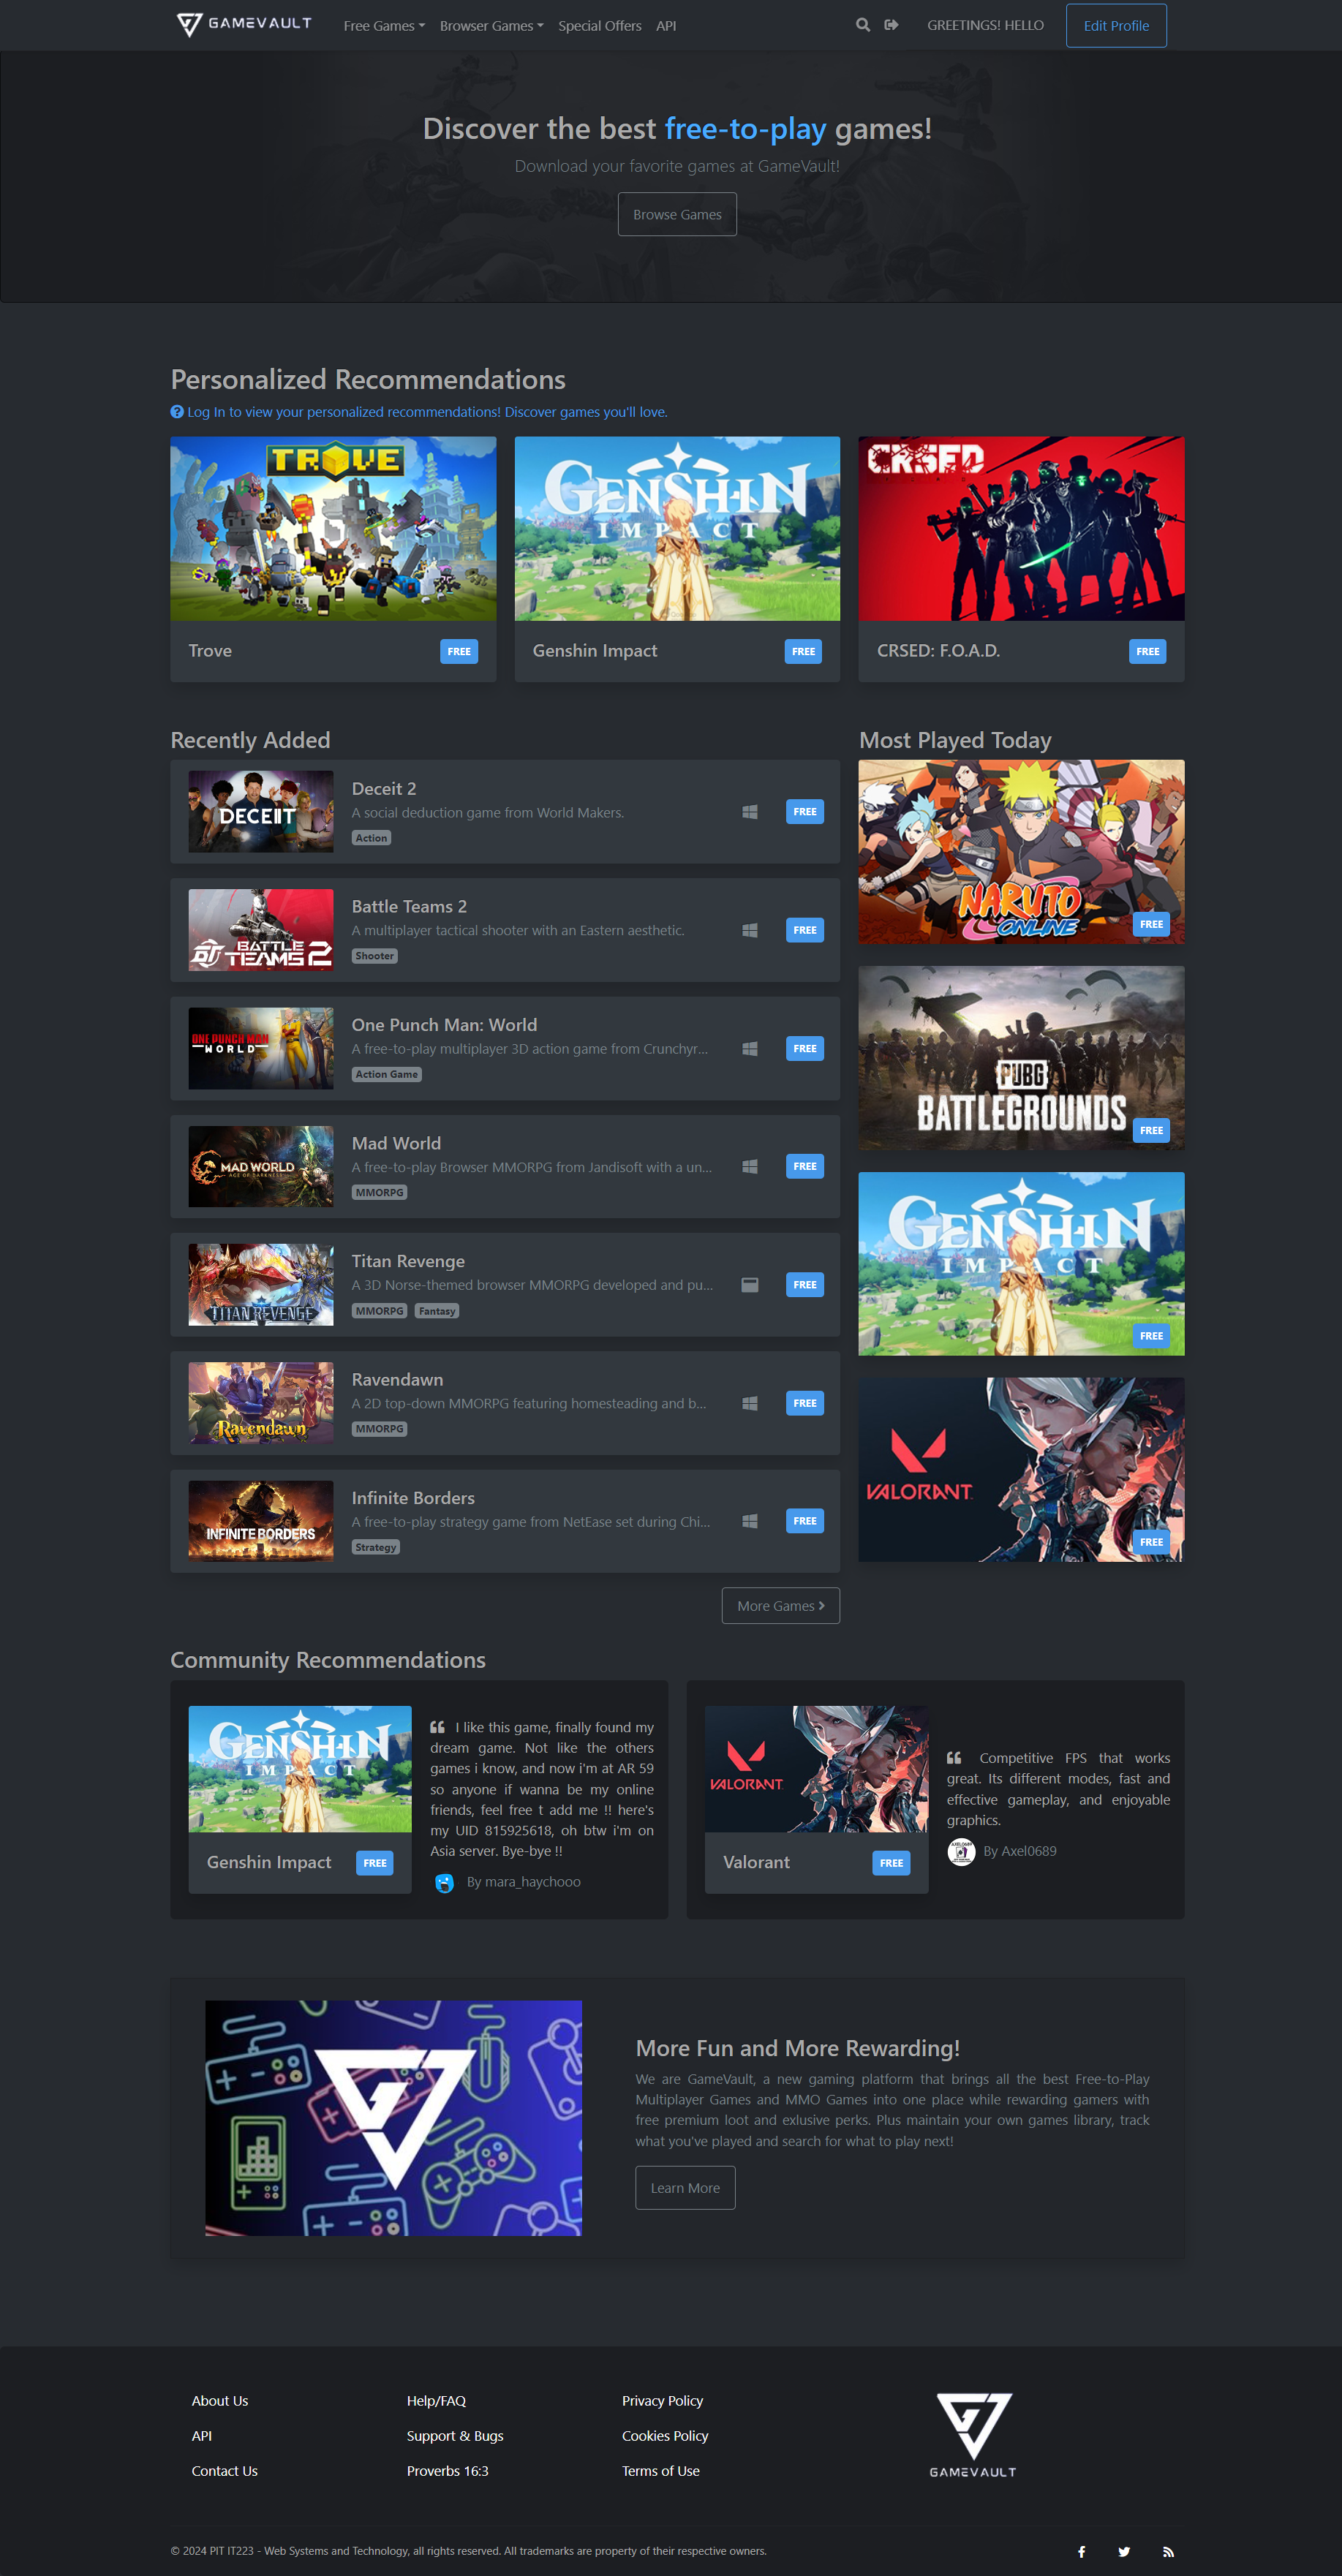 GAMEVAULT
Free Games
Browser Games
Special Offers
API
GREETINGS! HELLO
Edit Profile
Discover the best free-to-play games!
Download your favorite games at GameVault!
Browse Games
Personalized Recommendations
Log In to view your personalized recommendations! Discover games you'll love.
TROVE
GENSHIN
IMPACT
CRSED
Trove
FREE
Genshin Impact
FREE
CRSED: F.O.A.D.
FREE
Recently Added
DECEIT
Deceit 2
A social deduction game from World Makers.
Action
FREE
BATTLE
TEAMS 2
Battle Teams 2
A multiplayer tactical shooter with an Eastern aesthetic.
Shooter
FREE
ONE PUNCH MAN
WORLD
One Punch Man: World
A free-to-play multiplayer 3D action game from Crunchyr...
Action Game
FREE
MAD WORLD
AGE OF DARKNESS
Mad World
A free-to-play Browser MMORPG from Jandisoft with a un...
MMORPG
FREE
TITAN REVENGE
Titan Revenge
A 3D Norse-themed browser MMORPG developed and pu...
MMORPG
Fantasy
FREE
Ravendawn
Ravendawn
A 2D top-down MMORPG featuring homesteading and b...
MMORPG
FREE
INFINITE BORDERS
Infinite Borders
A free-to-play strategy game from NetEase set during Chi...
Strategy
FREE
More Games
Most Played Today
NARUTO
ONLINE
FREE
PUBG
BATTLEGROUNDS
FREE
GENSHIN
IMPACT
FREE
VALORANT
FREE
Community Recommendations
GENSHIN
IMPACT
Genshin Impact
FREE
I like this game, finally found my
dream game. Not like the others
games i know, and now i'm at AR 59
so anyone if wanna be my online
friends, feel free t add me !! here's
my UID 815925618, oh btw i'm on
Asia server. Bye-bye !!
By mara_haychooo
VALORANT
Valorant
FREE
Competitive FPS that works
great. Its different modes, fast and
effective gameplay, and enjoyable
graphics.
By Axel0689
More Fun and More Rewarding!
We are GameVault, a new gaming platform that brings all the best Free-to-Play
Multiplayer Games and MMO Games into one place while rewarding gamers with
free premium loot and exlusive perks. Plus maintain your own games library, track
what you've played and search for what to play next!
Learn More
About Us
API
Contact Us
Help/FAQ
Support & Bugs
Proverbs 16:3
Privacy Policy
Cookies Policy
Terms of Use
GAMEVAULT
© 2024 PIT IT223 - Web Systems and Technology, all rights reserved. All trademarks are property of their respective owners.